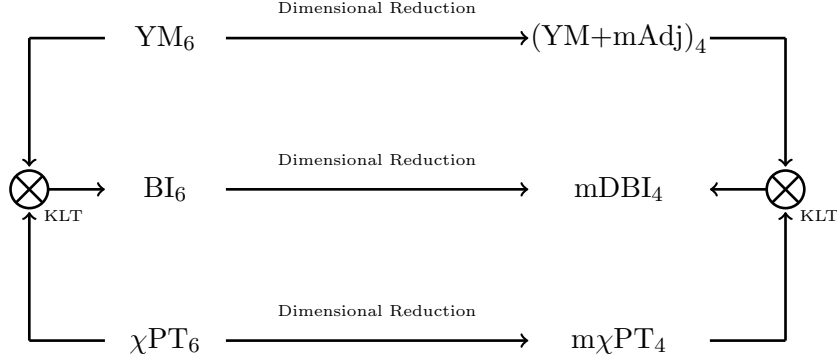 Dimensional Reduction
YM₆ (YM+mAdj)₄
Dimensional Reduction
BI₆ mDBI₄
KLT KLT
Dimensional Reduction
χPT₆ mχPT₄